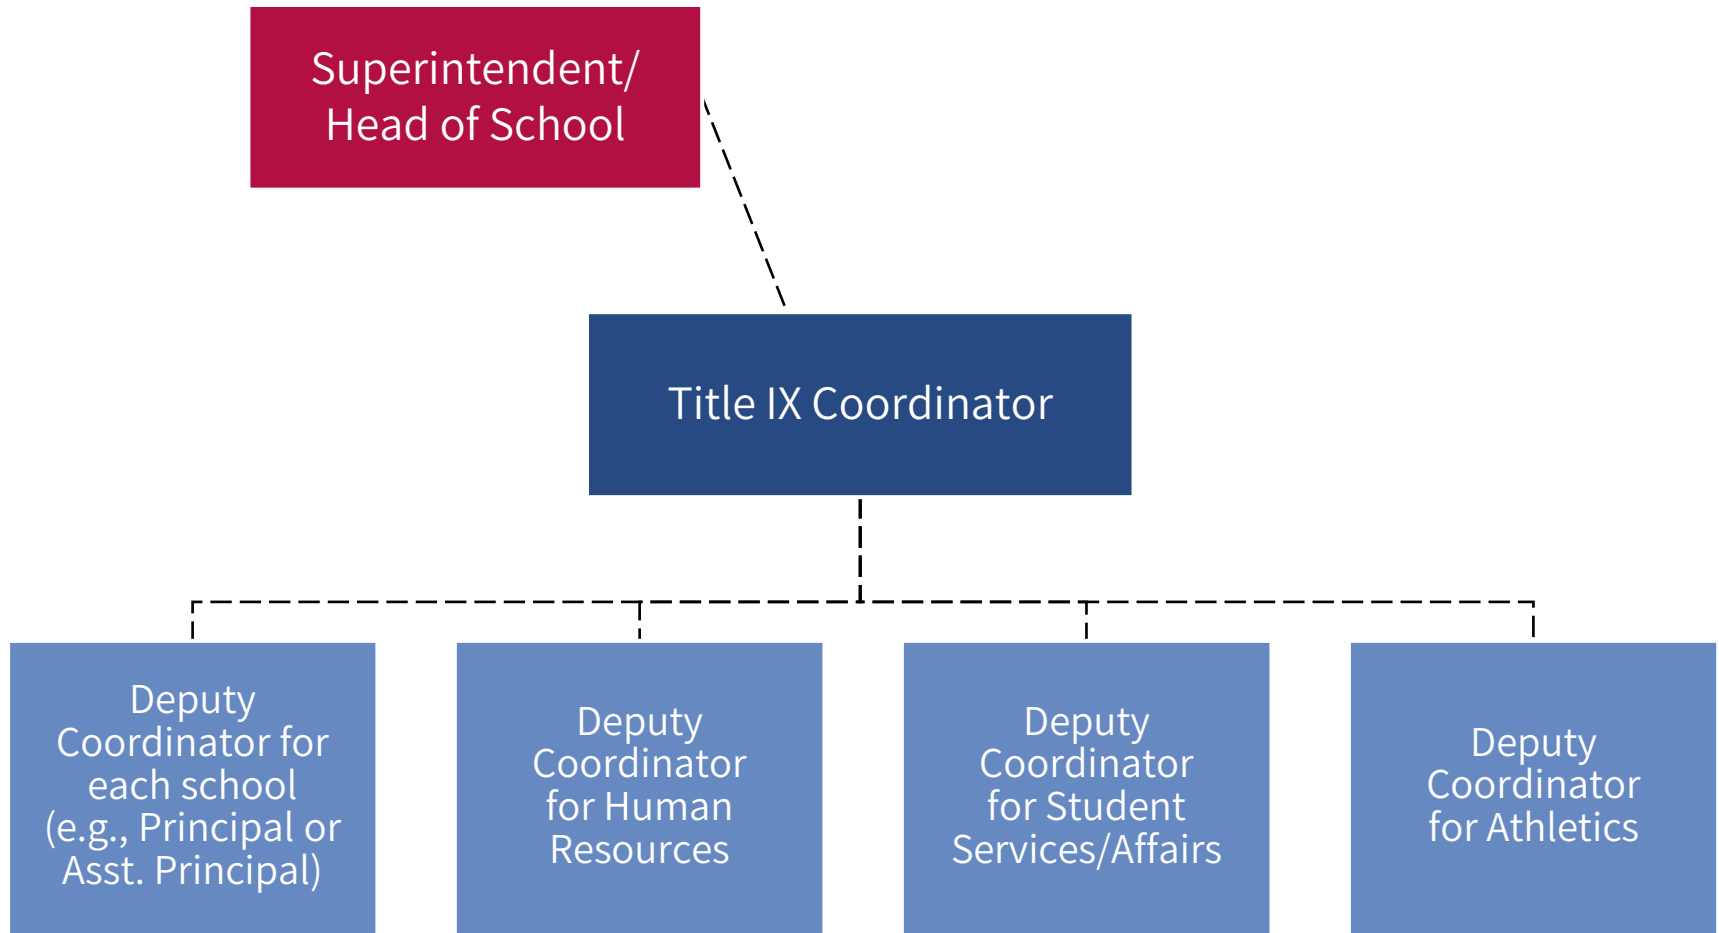 Superintendent/
Head of School
Title IX Coordinator
Deputy
Coordinator for
each school
(e.g., Principal or
Asst. Principal)
Deputy
Coordinator
for Human
Resources
Deputy
Coordinator
for Student
Services/Affairs
Deputy
Coordinator
for Athletics